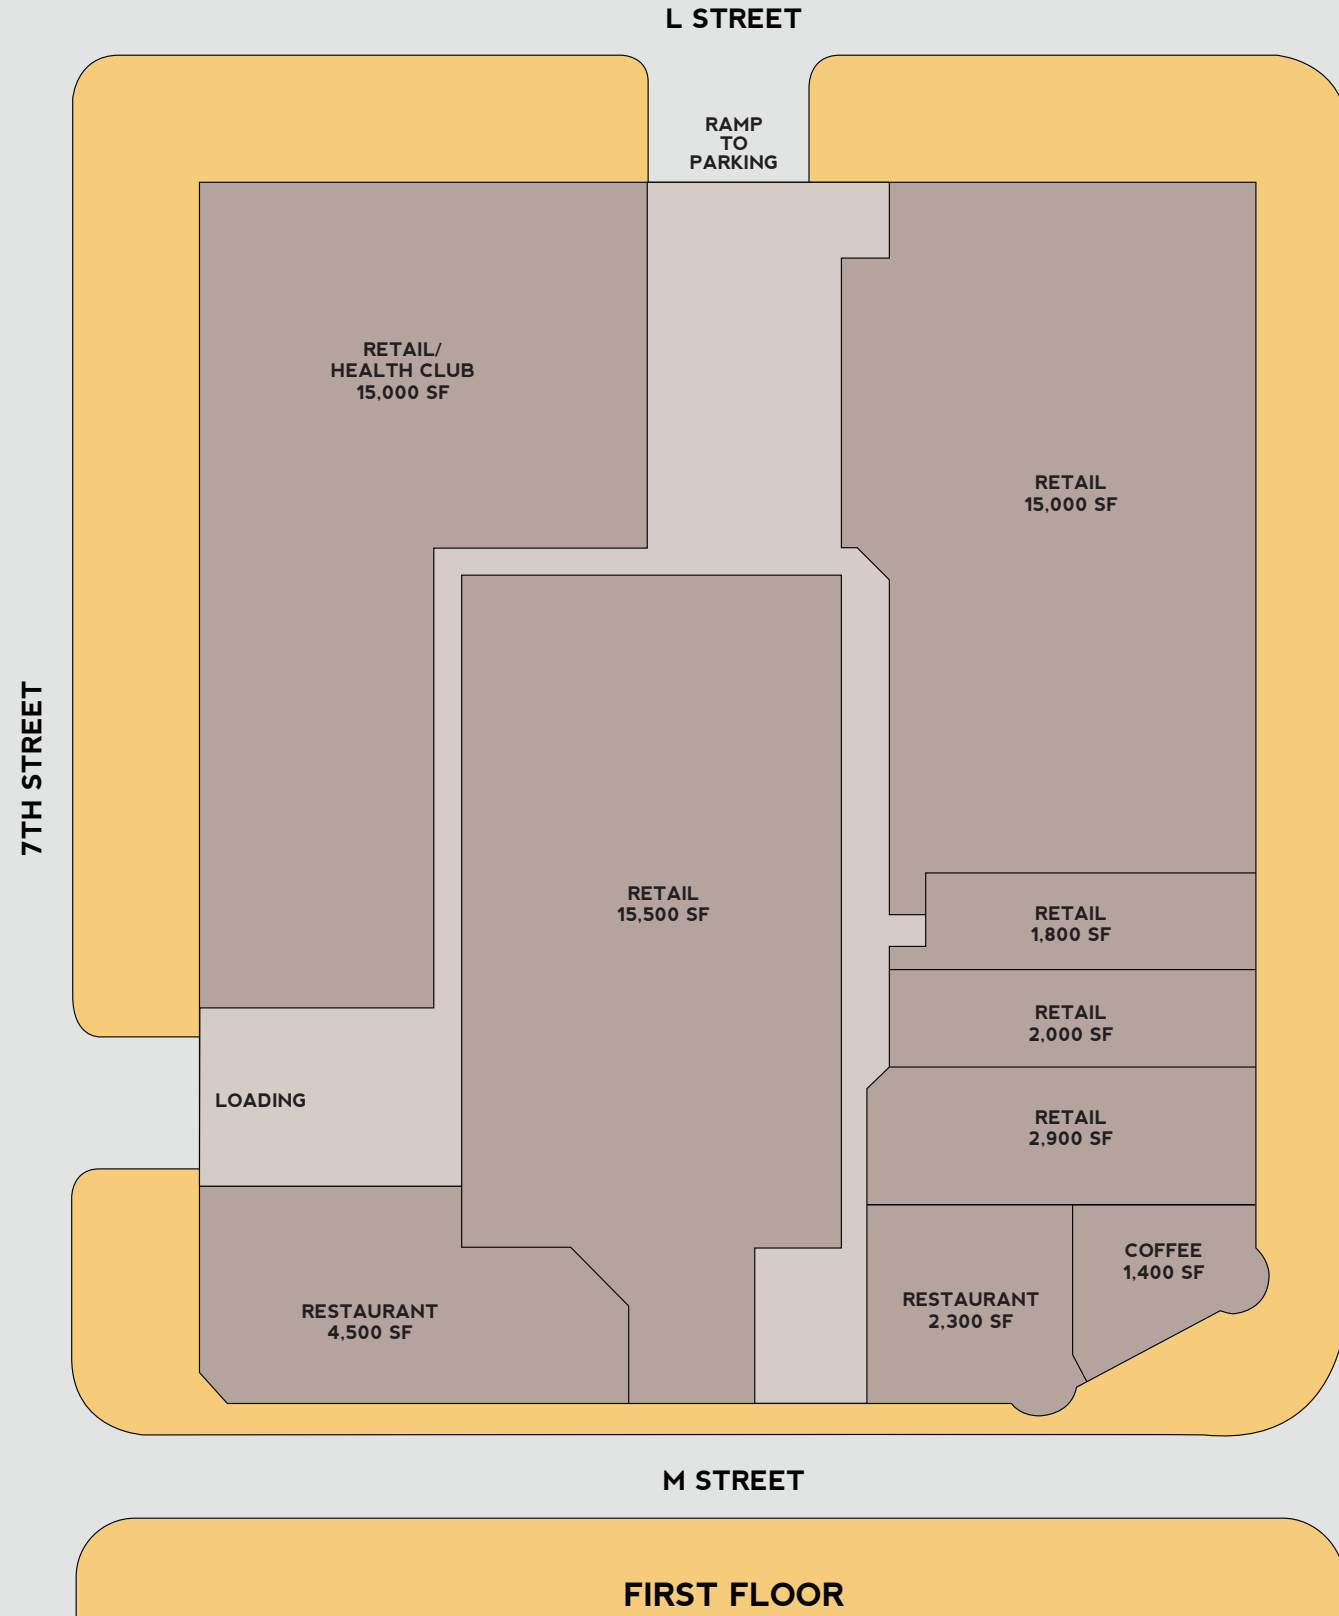 L STREET
RAMP
TO
PARKING
RETAIL/
HEALTH CLUB
15,000 SF
RETAIL
15,000 SF
7TH STREET
RETAIL
15,500 SF
RETAIL
1,800 SF
RETAIL
2,000 SF
LOADING
RETAIL
2,900 SF
COFFEE
1,400 SF
RESTAURANT
4,500 SF
RESTAURANT
2,300 SF
M STREET
FIRST FLOOR